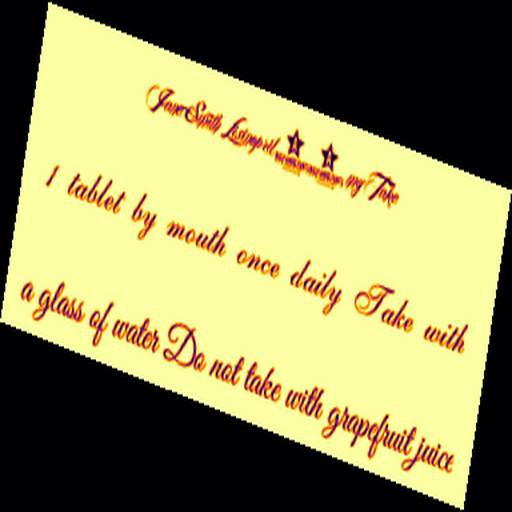 Jane Smith Lisinopril mg Take
1 tablet by mouth once daily Take with
a glass of water Do not take with grapefruit juice